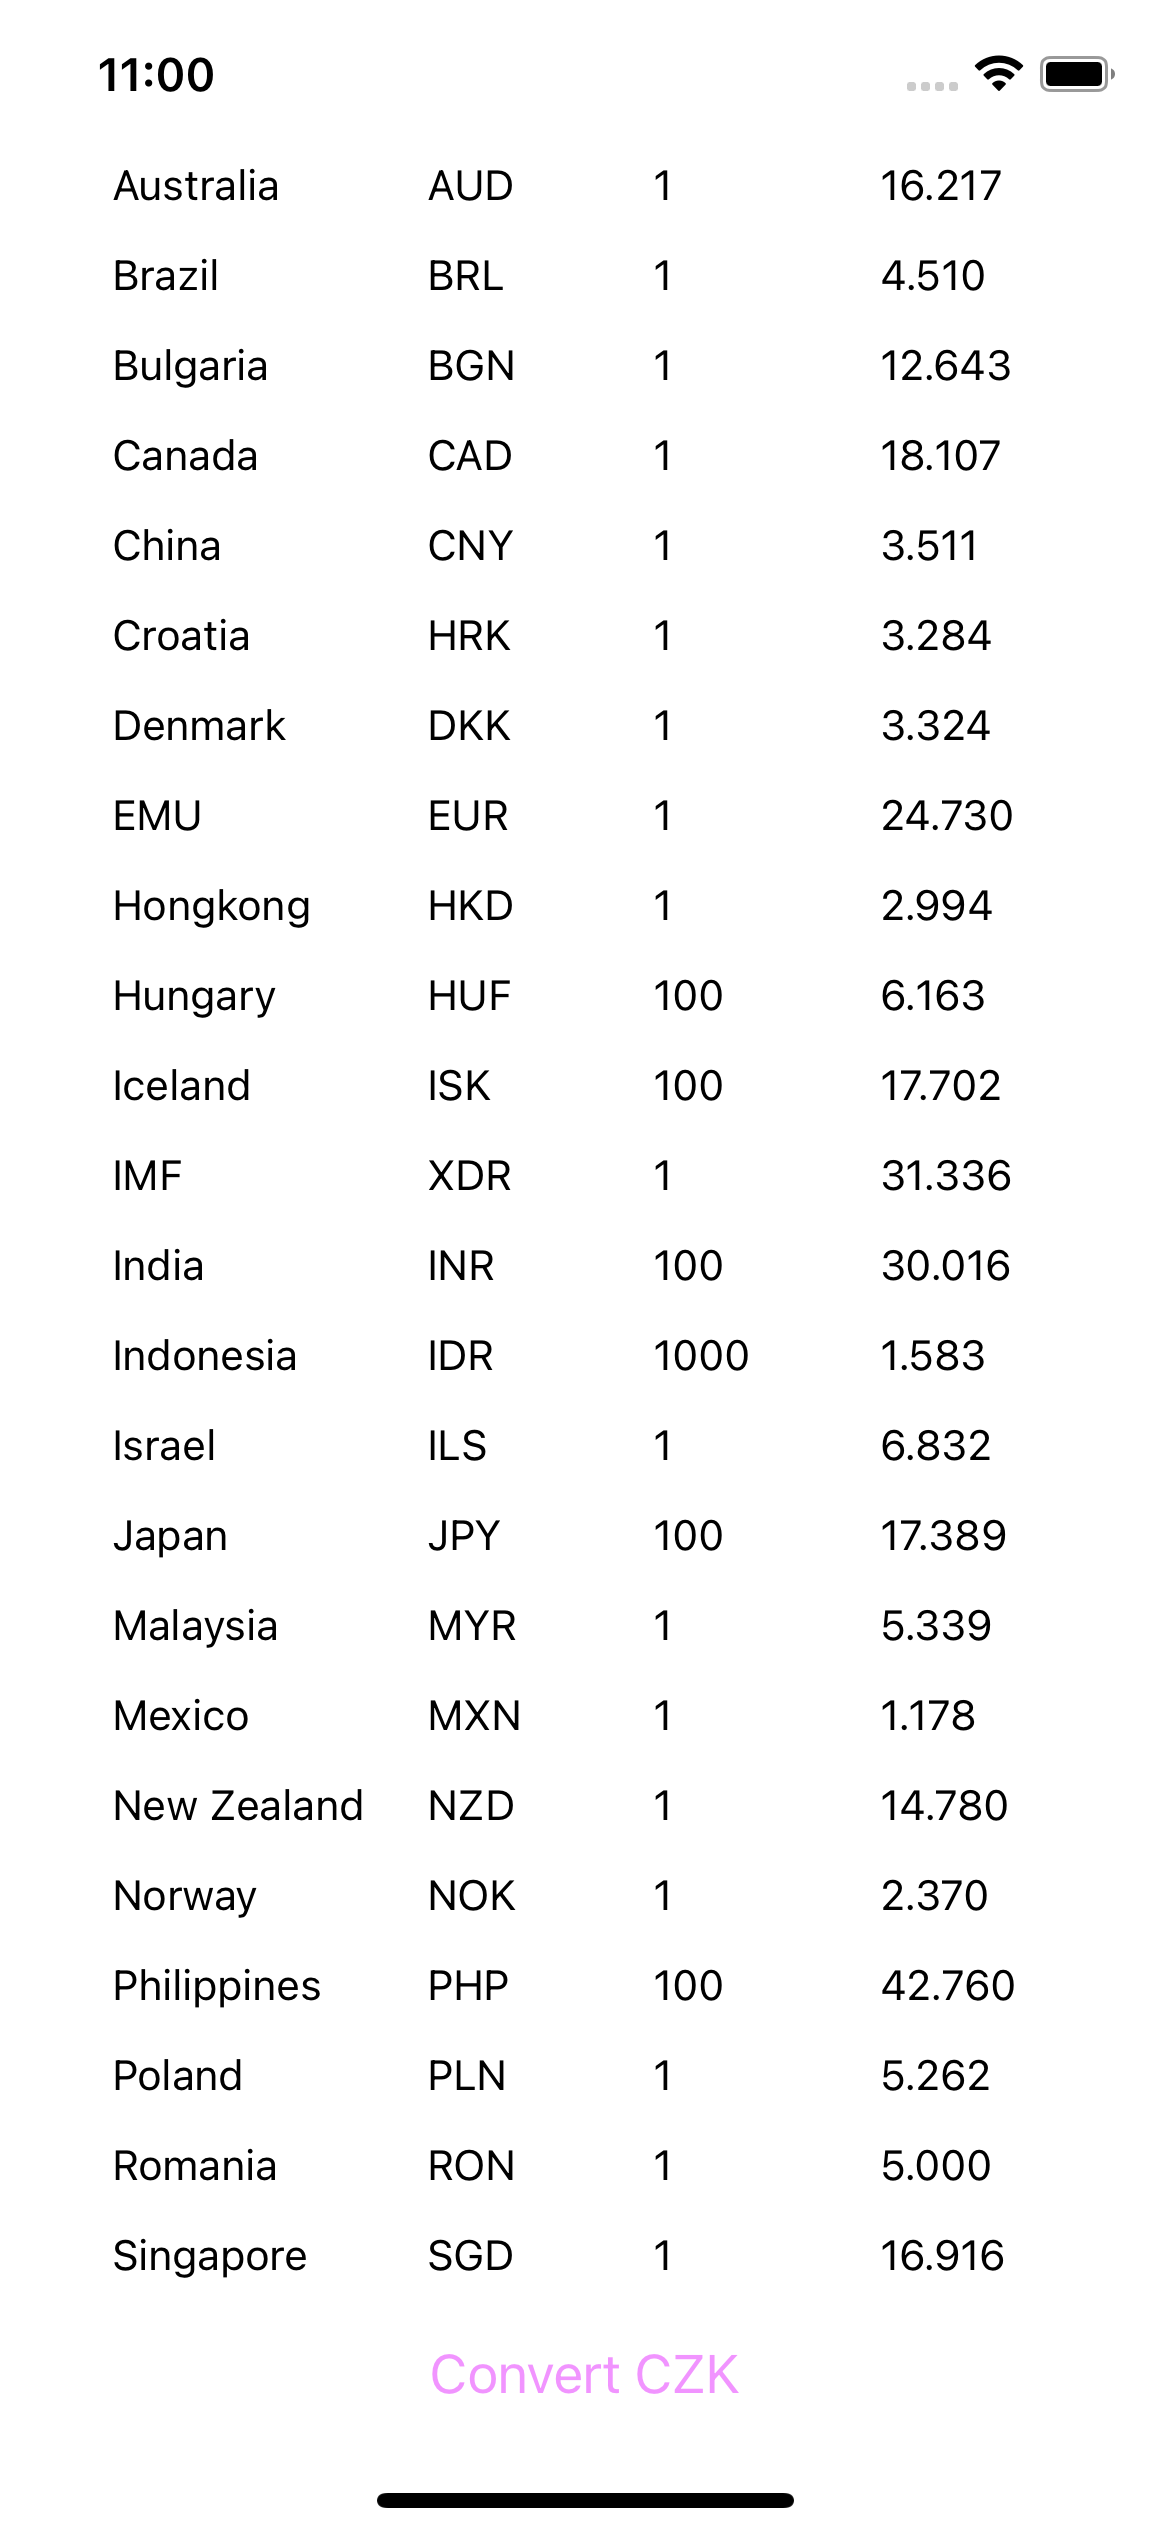 11:00
Australia AUD 1 16.217
Brazil BRL 1 4.510
Bulgaria BGN 1 12.643
Canada CAD 1 18.107
China CNY 1 3.511
Croatia HRK 1 3.284
Denmark DKK 1 3.324
EMU EUR 1 24.730
Hongkong HKD 1 2.994
Hungary HUF 100 6.163
Iceland ISK 100 17.702
IMF XDR 1 31.336
India INR 100 30.016
Indonesia IDR 1000 1.583
Israel ILS 1 6.832
Japan JPY 100 17.389
Malaysia MYR 1 5.339
Mexico MXN 1 1.178
New Zealand NZD 1 14.780
Norway NOK 1 2.370
Philippines PHP 100 42.760
Poland PLN 1 5.262
Romania RON 1 5.000
Singapore SGD 1 16.916
Convert CZK